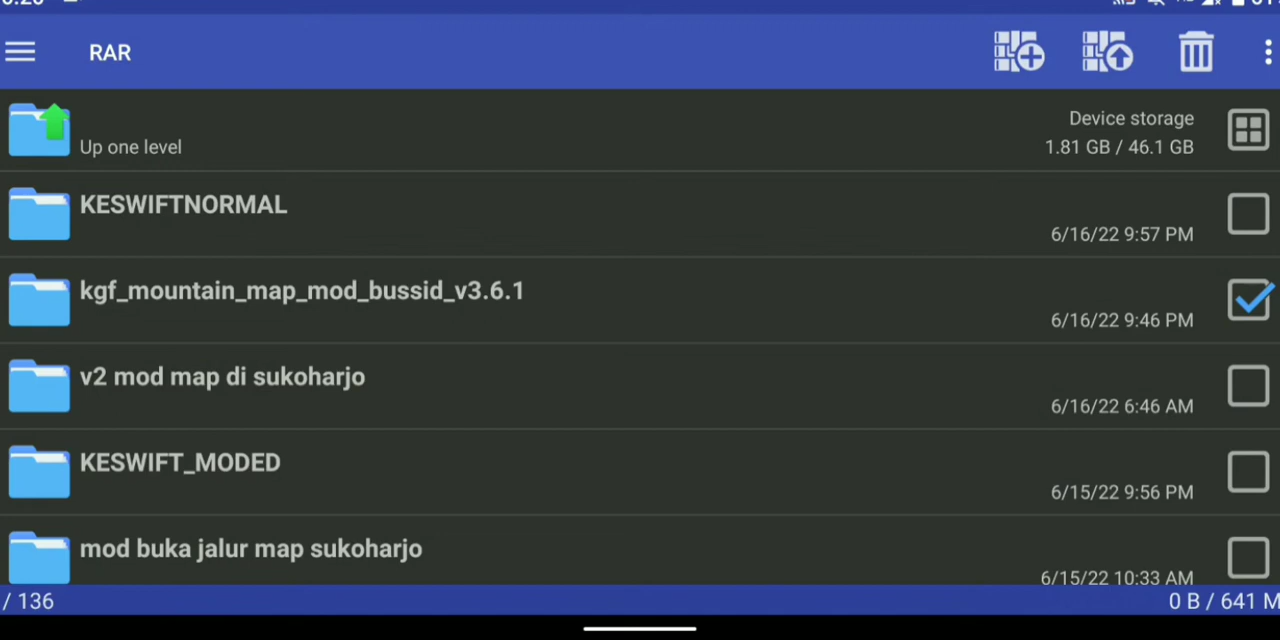 RAR
Up one level
Device storage
1.81 GB / 46.1 GB
KESWIFTNORMAL
6/16/22 9:57 PM
kgf_mountain_map_mod_bussid_v3.6.1
6/16/22 9:46 PM
v2 mod map di sukoharjo
6/16/22 6:46 AM
KESWIFT_MODED
6/15/22 9:56 PM
mod buka jalur map sukoharjo
6/15/22 10:33 AM
/ 136
0 B / 641 M